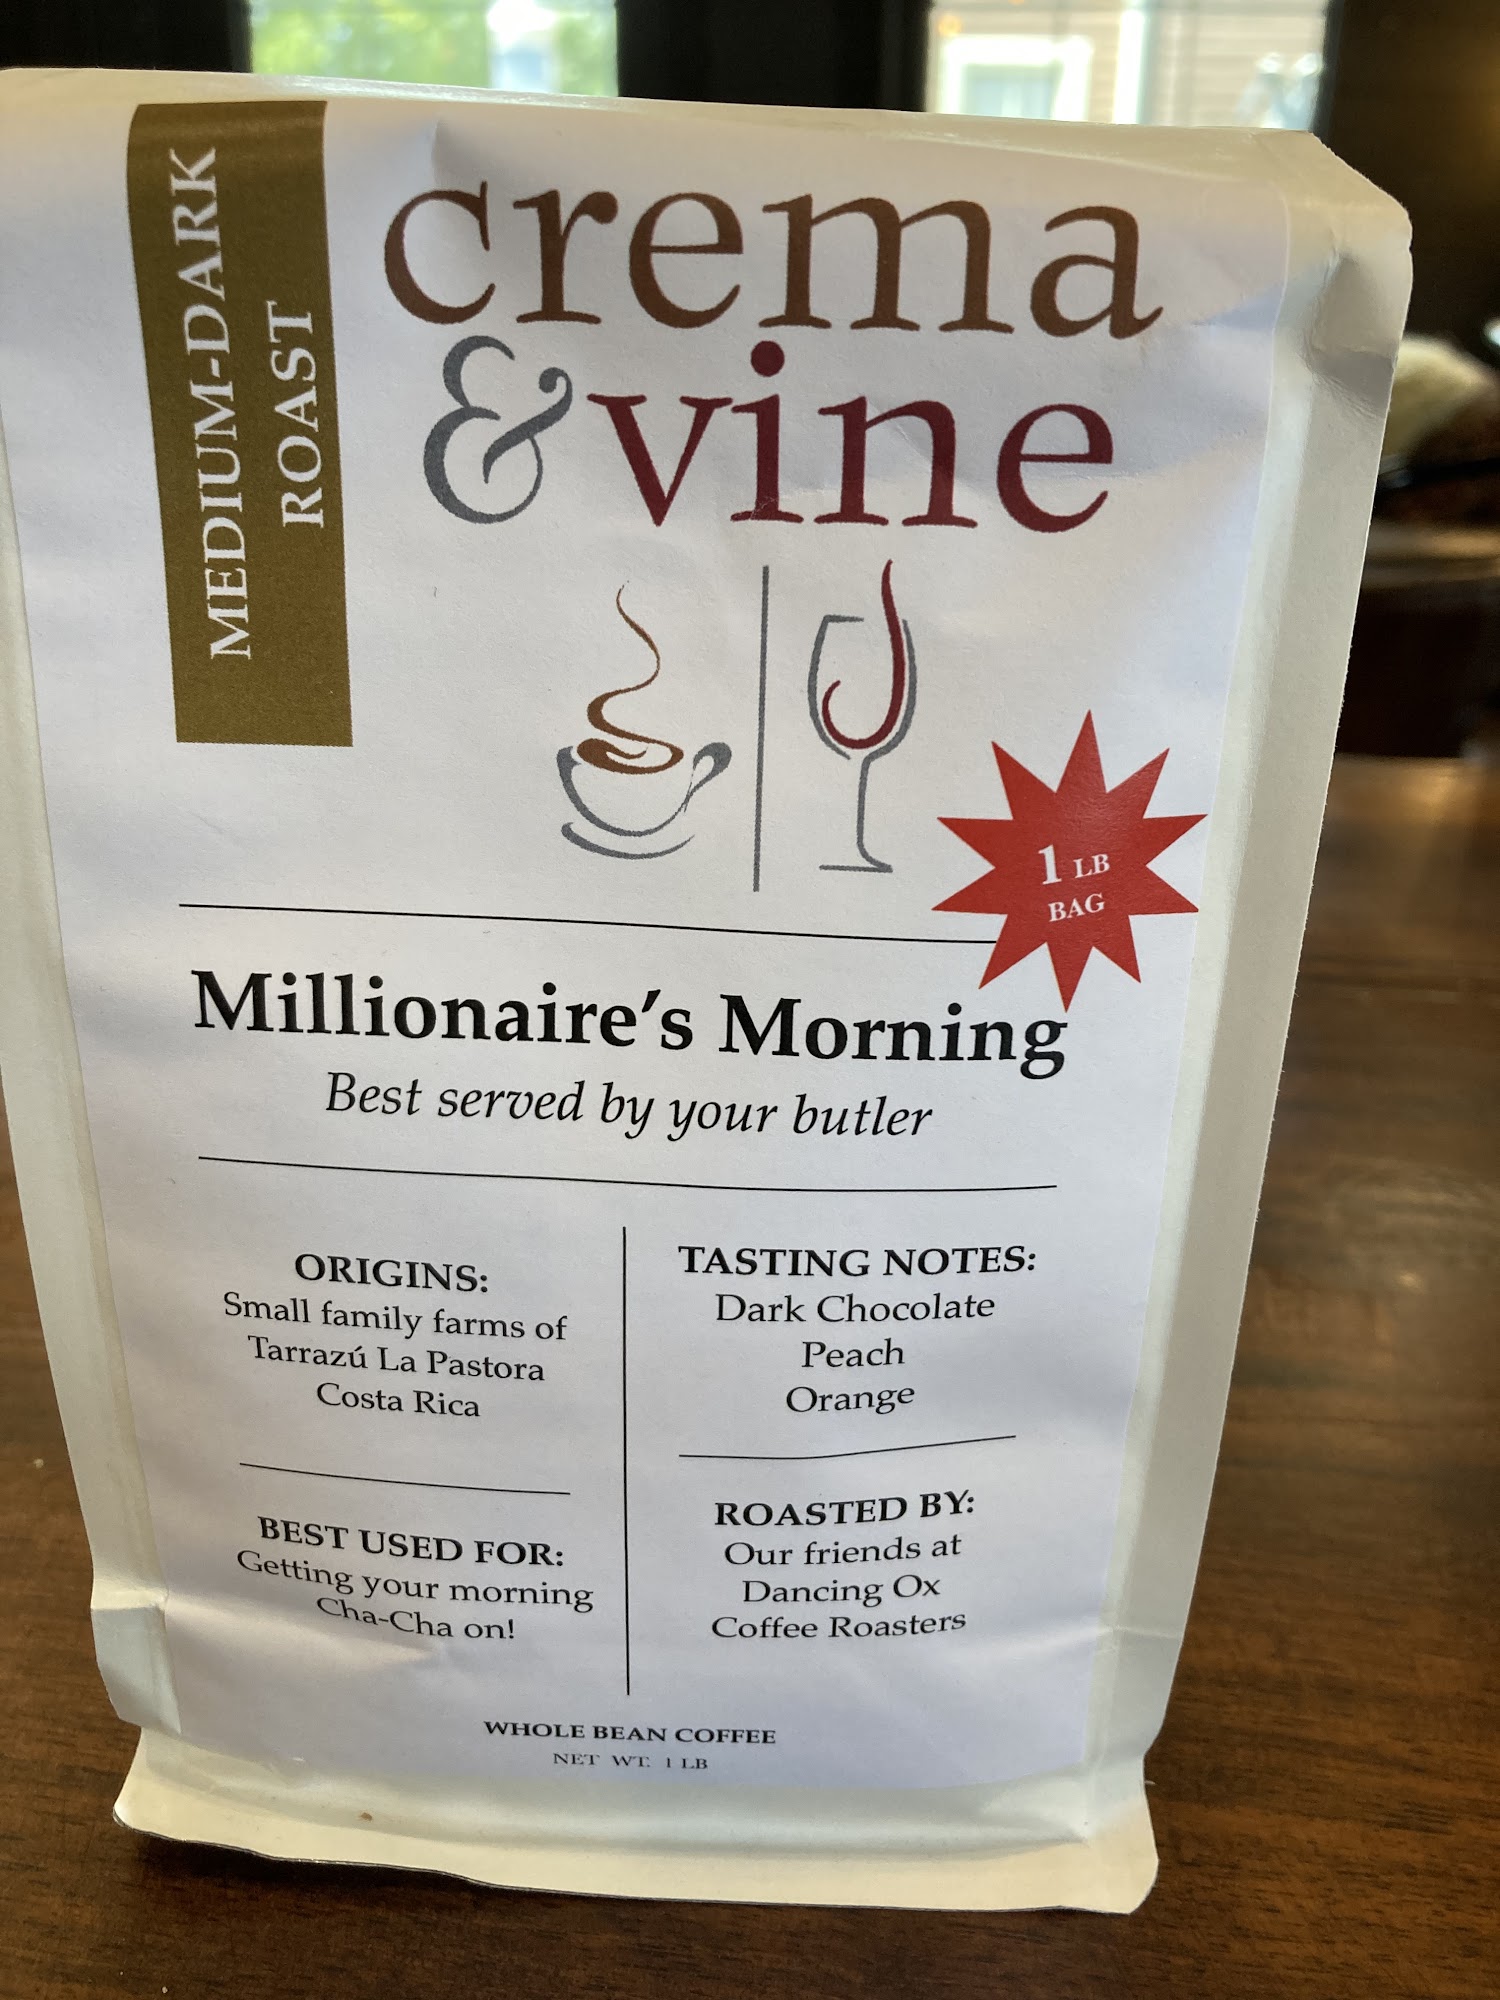 MEDIUM-DARK
ROAST
crema
&vine
1 LB
BAG
Millionaire's Morning
Best served by your butler
ORIGINS:
Small family farms of
Tarrazú La Pastora
Costa Rica
TASTING NOTES:
Dark Chocolate
Peach
Orange
BEST USED FOR:
Getting your morning
Cha-Cha on!
ROASTED BY:
Our friends at
Dancing Ox
Coffee Roasters
WHOLE BEAN COFFEE
NET WT. 1 LB